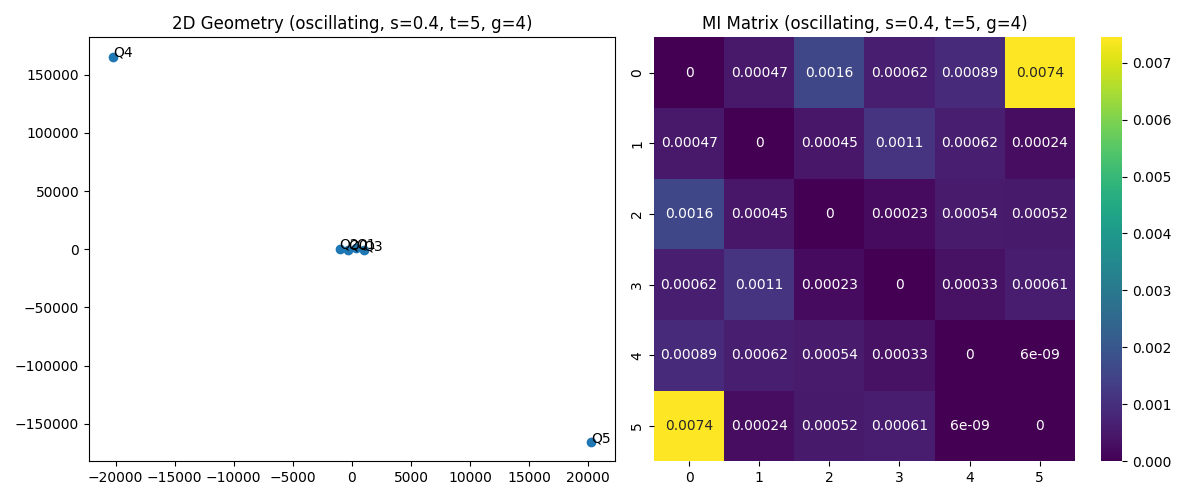 2D Geometry (oscillating, s=0.4, t=5, g=4)
Q4
Q3
Q5
150000
100000
50000
0
−50000
−100000
−150000
−20000 −15000 −10000 −5000 0 5000 10000 15000 20000
MI Matrix (oscillating, s=0.4, t=5, g=4)
0 0 0.00047 0.0016 0.00062 0.00089 0.0074
1 0.00047 0 0.00045 0.0011 0.00062 0.00024
2 0.0016 0.00045 0 0.00023 0.00054 0.00052
3 0.00062 0.0011 0.00023 0 0.00033 0.00061
4 0.00089 0.00062 0.00054 0.00033 0 6e-09
5 0.0074 0.00024 0.00052 0.00061 6e-09 0
0 1 2 3 4 5
0.007
0.006
0.005
0.004
0.003
0.002
0.001
0.000